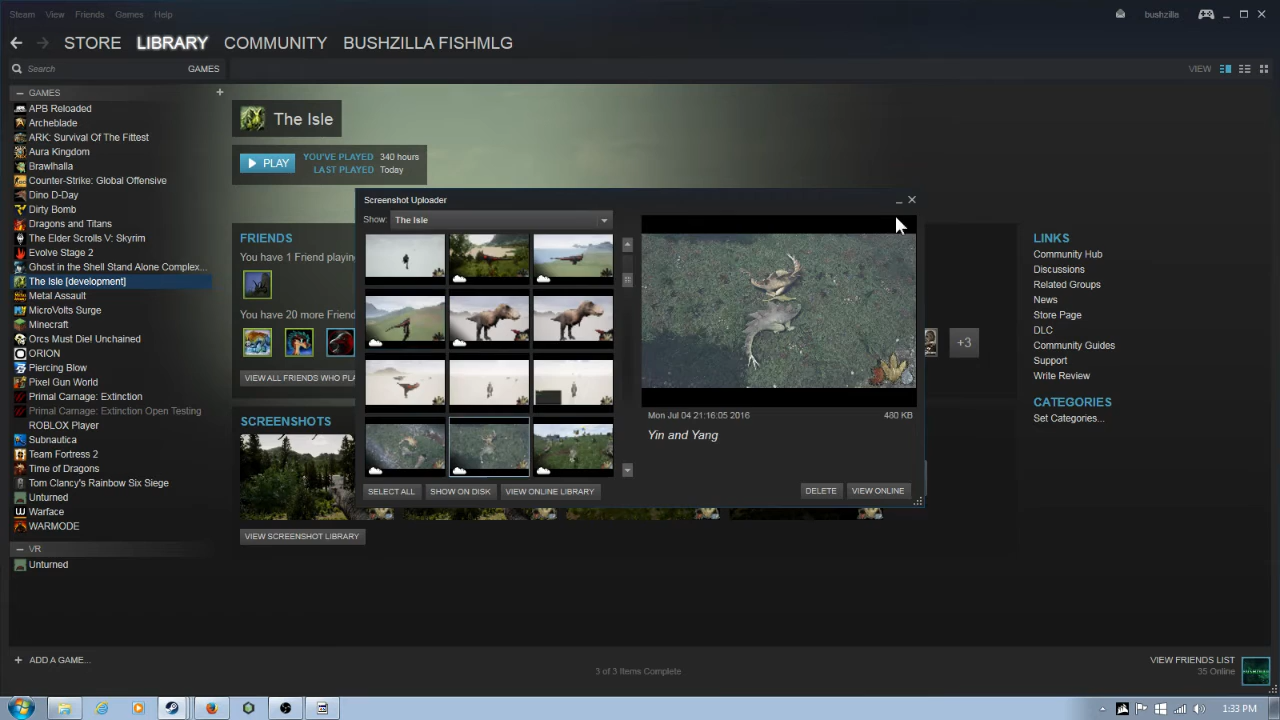 Steam View Friends Games Help
bushzilla
STORE LIBRARY COMMUNITY BUSHZILLA FISHMLG
Search GAMES
VIEW
GAMES
APB Reloaded
Archeblade
ARK: Survival Of The Fittest
Aura Kingdom
Brawlhalla
Counter-Strike: Global Offensive
Dino D-Day
Dirty Bomb
Dragons and Titans
The Elder Scrolls V: Skyrim
Evolve Stage 2
Ghost in the Shell Stand Alone Complex...
The Isle [development]
Metal Assault
MicroVolts Surge
Minecraft
Orcs Must Die! Unchained
ORION
Piercing Blow
Pixel Gun World
Primal Carnage: Extinction
Primal Carnage: Extinction Open Testing
ROBLOX Player
Subnautica
Team Fortress 2
Time of Dragons
Tom Clancy's Rainbow Six Siege
Unturned
Warface
WARMODE
VR
Unturned
ADD A GAME...
The Isle
PLAY
YOU'VE PLAYED 340 hours
LAST PLAYED Today
FRIENDS
You have 1 Friend playin
You have 20 more Friend
VIEW ALL FRIENDS WHO PLA
+3
SCREENSHOTS
VIEW SCREENSHOT LIBRARY
Screenshot Uploader
Show: The Isle
Mon Jul 04 21:16:05 2016 480 KB
Yin and Yang
SELECT ALL SHOW ON DISK VIEW ONLINE LIBRARY
DELETE VIEW ONLINE
LINKS
Community Hub
Discussions
Related Groups
News
Store Page
DLC
Community Guides
Support
Write Review
CATEGORIES
Set Categories...
3 of 3 Items Complete
VIEW FRIENDS LIST
35 Online
1:33 PM